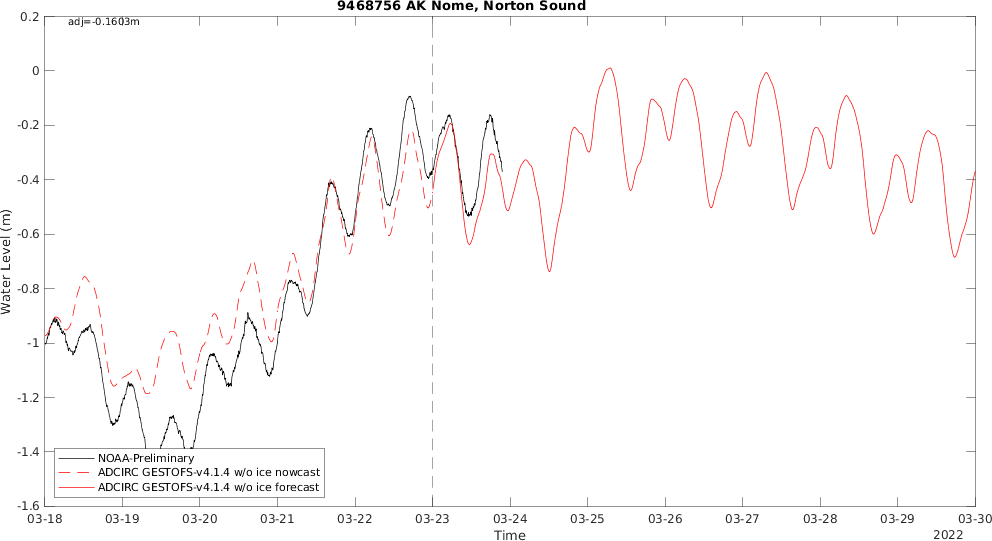 9468756 AK Nome, Norton Sound
adj=-0.1603m
0.2
0
-0.2
-0.4
-0.6
-0.8
-1
-1.2
-1.4
-1.6
Water Level (m)
NOAA-Preliminary
ADCIRC GESTOFS-v4.1.4 w/o ice nowcast
ADCIRC GESTOFS-v4.1.4 w/o ice forecast
03-18 03-19 03-20 03-21 03-22 03-23 03-24 03-25 03-26 03-27 03-28 03-29 03-30
Time
2022